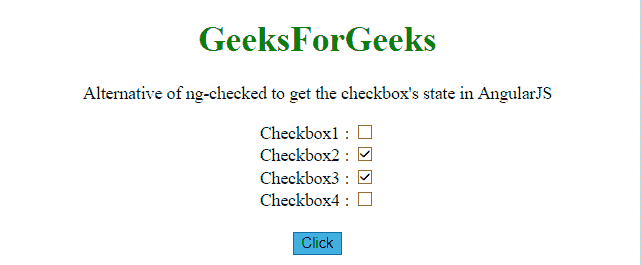 GeeksForGeeks
Alternative of ng-checked to get the checkbox's state in AngularJS
Checkbox1 :
Checkbox2 :
Checkbox3 :
Checkbox4 :
Click